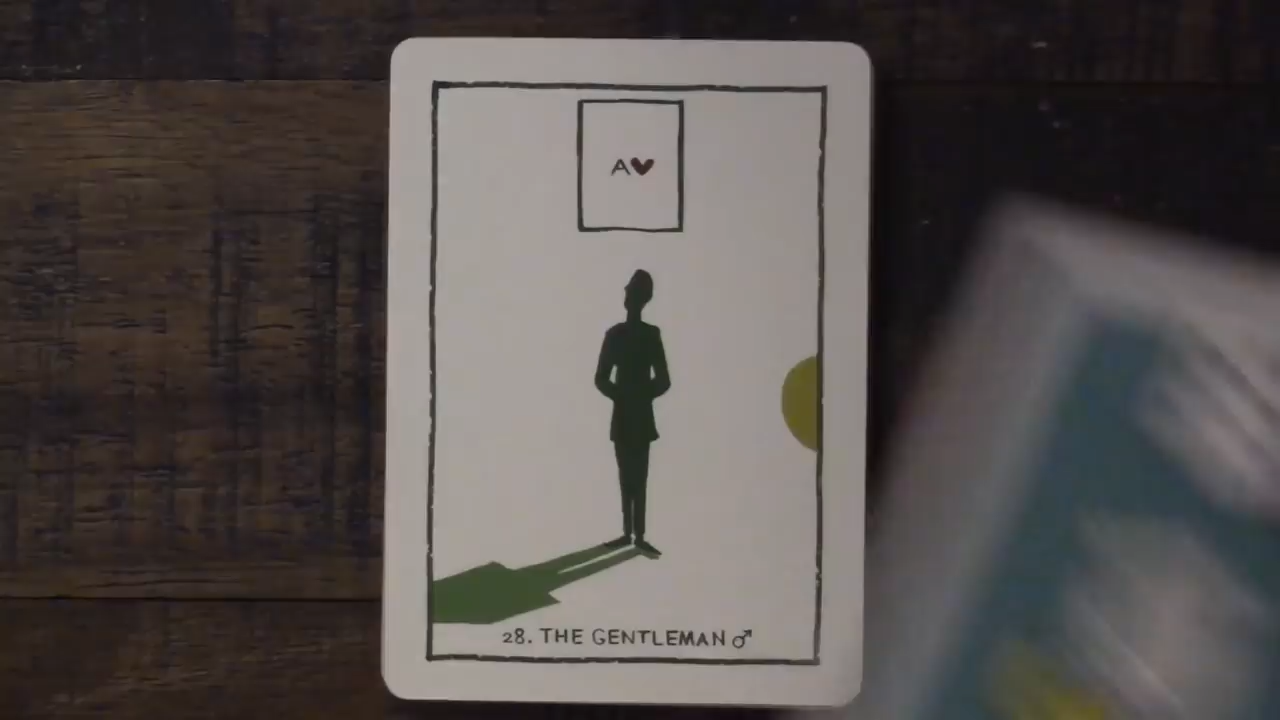 A♥
28. THE GENTLEMAN ♂